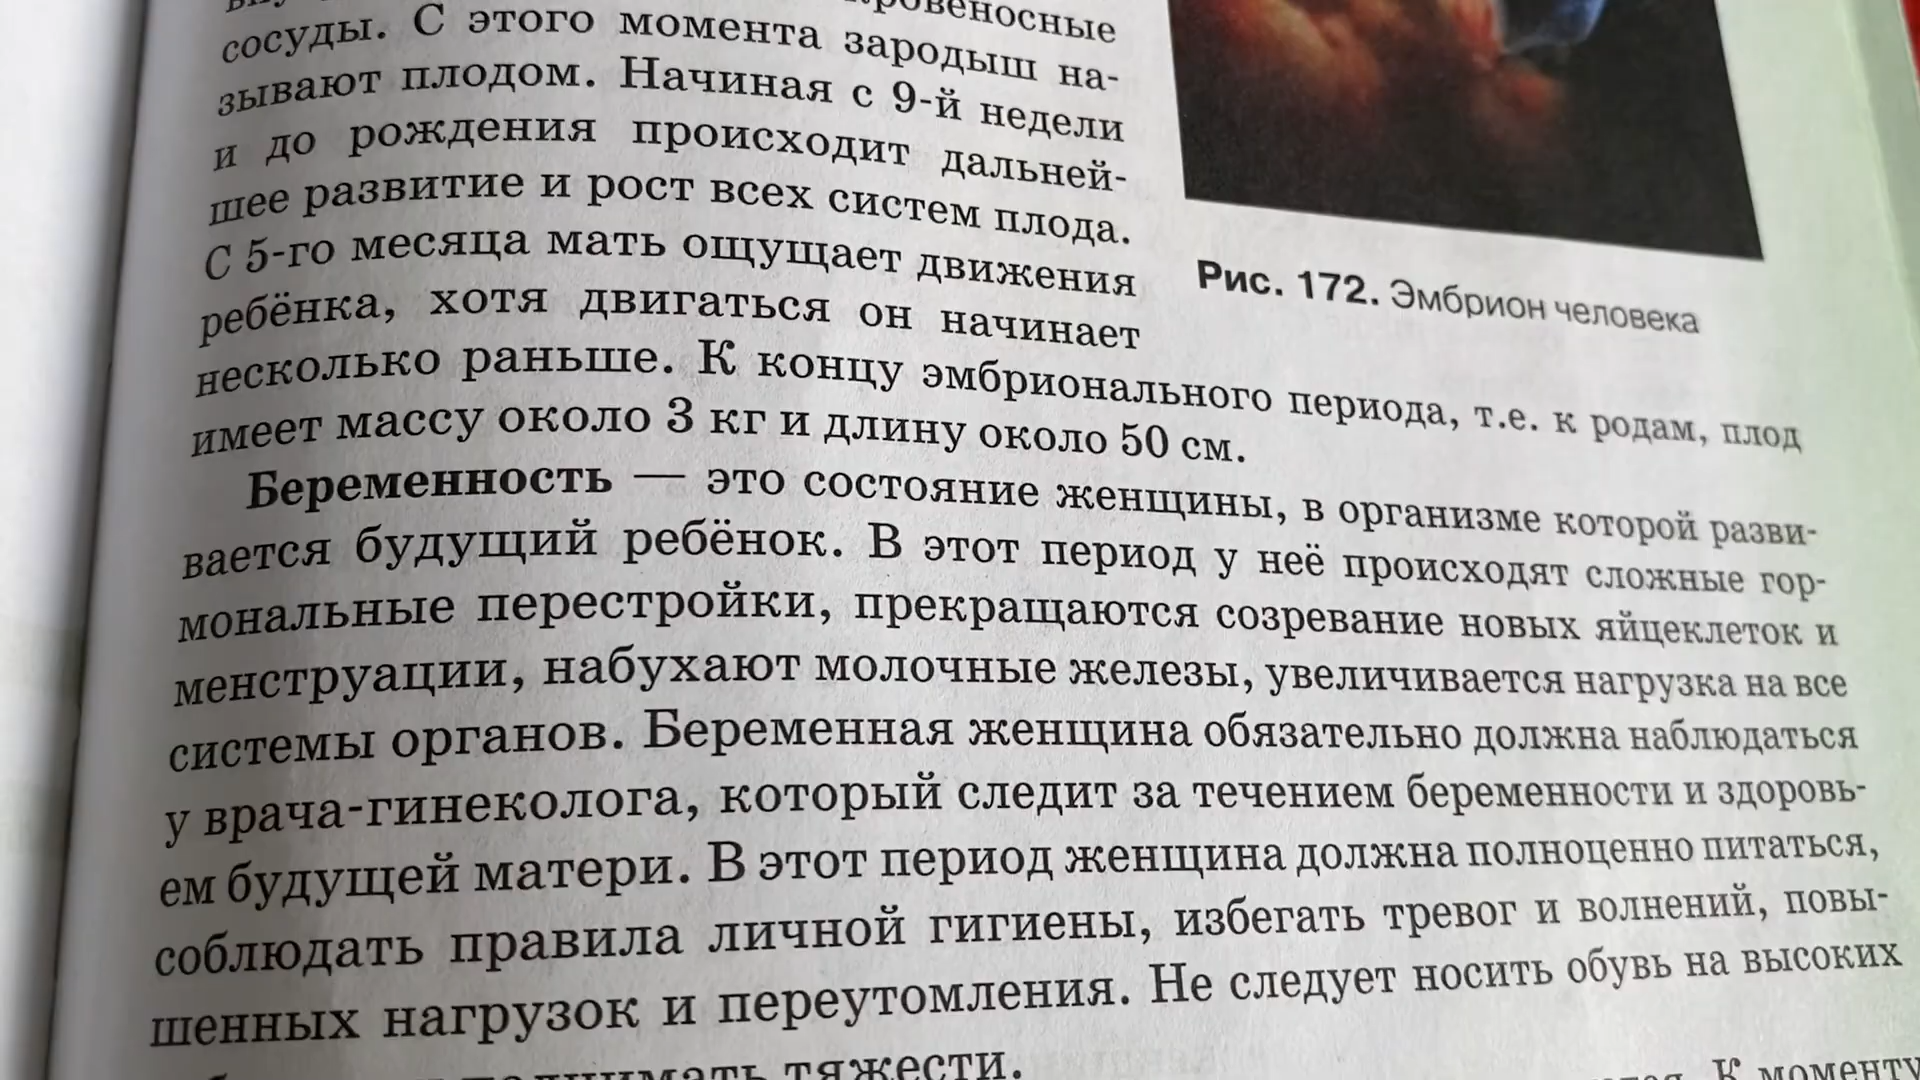 кровеносные
сосуды. С этого момента зародыш на-
зывают плодом. Начиная с 9-й недели
и до рождения происходит дальней-
шее развитие и рост всех систем плода.
С 5-го месяца мать ощущает движения
ребёнка, хотя двигаться он начинает
несколько раньше. К концу эмбрионального периода, т.е. к родам, плод
имеет массу около 3 кг и длину около 50 см.
Рис. 172. Эмбрион человека
Беременность — это состояние женщины, в организме которой разви-
вается будущий ребёнок. В этот период у неё происходят сложные гор-
мональные перестройки, прекращаются созревание новых яйцеклеток и
менструации, набухают молочные железы, увеличивается нагрузка на все
системы органов. Беременная женщина обязательно должна наблюдаться
у врача-гинеколога, который следит за течением беременности и здоровь-
ем будущей матери. В этот период женщина должна полноценно питаться,
соблюдать правила личной гигиены, избегать тревог и волнений, повы-
шенных нагрузок и переутомления. Не следует носить обувь на высоких
поднимать тяжести.
К моменту